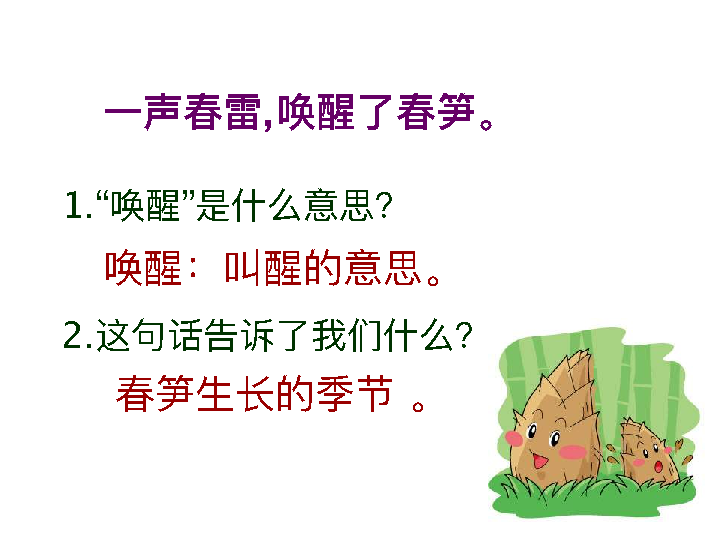 一声春雷,唤醒了春笋。
1.“唤醒”是什么意思?
唤醒：叫醒的意思。
2.这句话告诉了我们什么?
春笋生长的季节 。